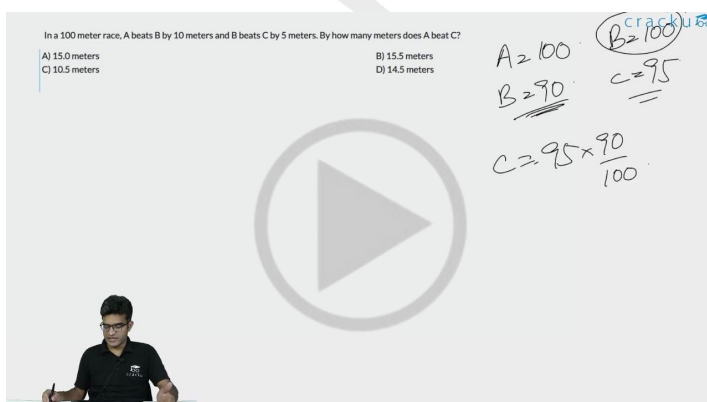 cracku
In a 100 meter race, A beats B by 10 meters and B beats C by 5 meters. By how many meters does A beat C?
A) 15.0 meters
B) 15.5 meters
C) 10.5 meters
D) 14.5 meters
A = 100
B = 90
B = 100
C = 95
C = 95 × 90
100